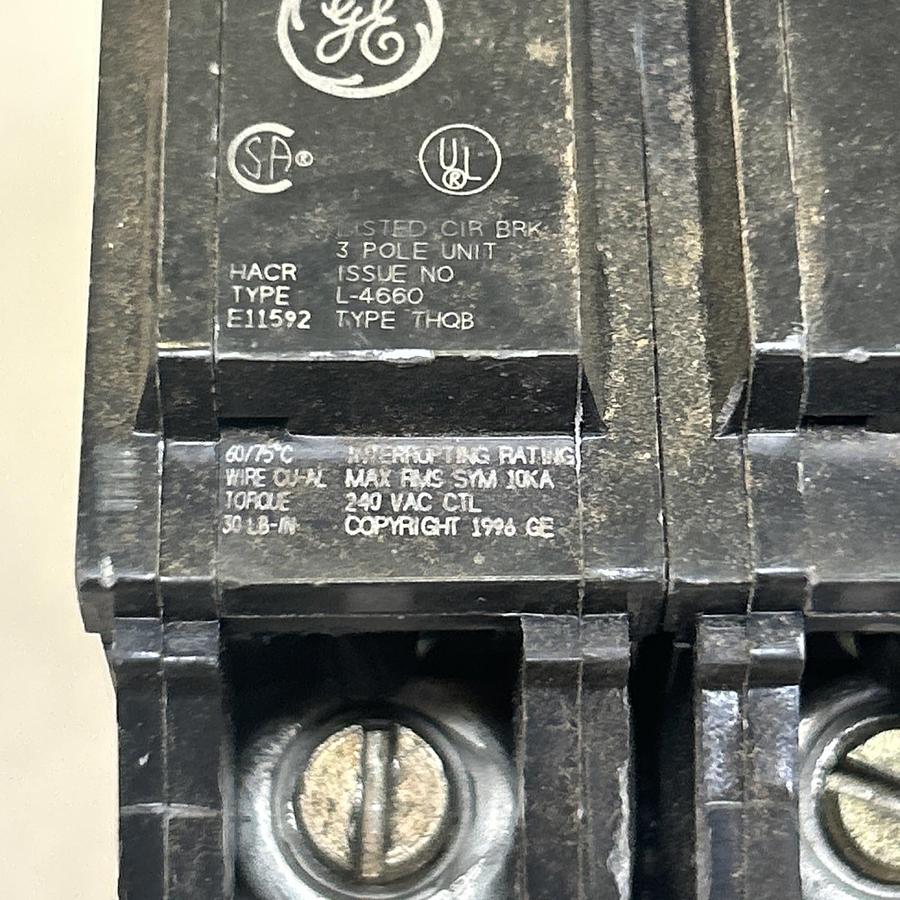 GE
SA®
UL®
LISTED CIR BRK
3 POLE UNIT
HACR ISSUE NO
TYPE L-4660
E11592 TYPE THQB
60/75°C INTERRUPTING RATING
WIRE CU-AL MAX RMS SYM 10KA
TORQUE 240 VAC CTL
30 LB-IN COPYRIGHT 1996 GE